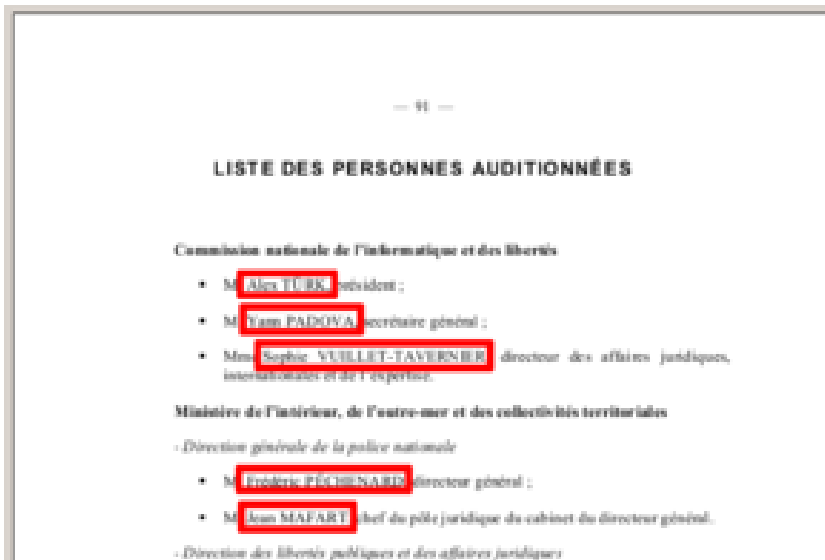 — 91 —
LISTE DES PERSONNES AUDITIONNÉES
Commission nationale de l'informatique et des libertés
▪ M. Alex TÜRK, président ;
▪ M. Yann PADOVA, secrétaire général ;
▪ Mme Sophie VUILLET-TAVERNIER, directeur des affaires juridiques,
internationales et de l'expertise.
Ministère de l'intérieur, de l'outre-mer et des collectivités territoriales
- Direction générale de la police nationale
▪ M. Frédéric PÉCHENARD, directeur général ;
▪ M. Jean MAFART, chef du pôle juridique du cabinet du directeur général.
- Direction des libertés publiques et des affaires juridiques